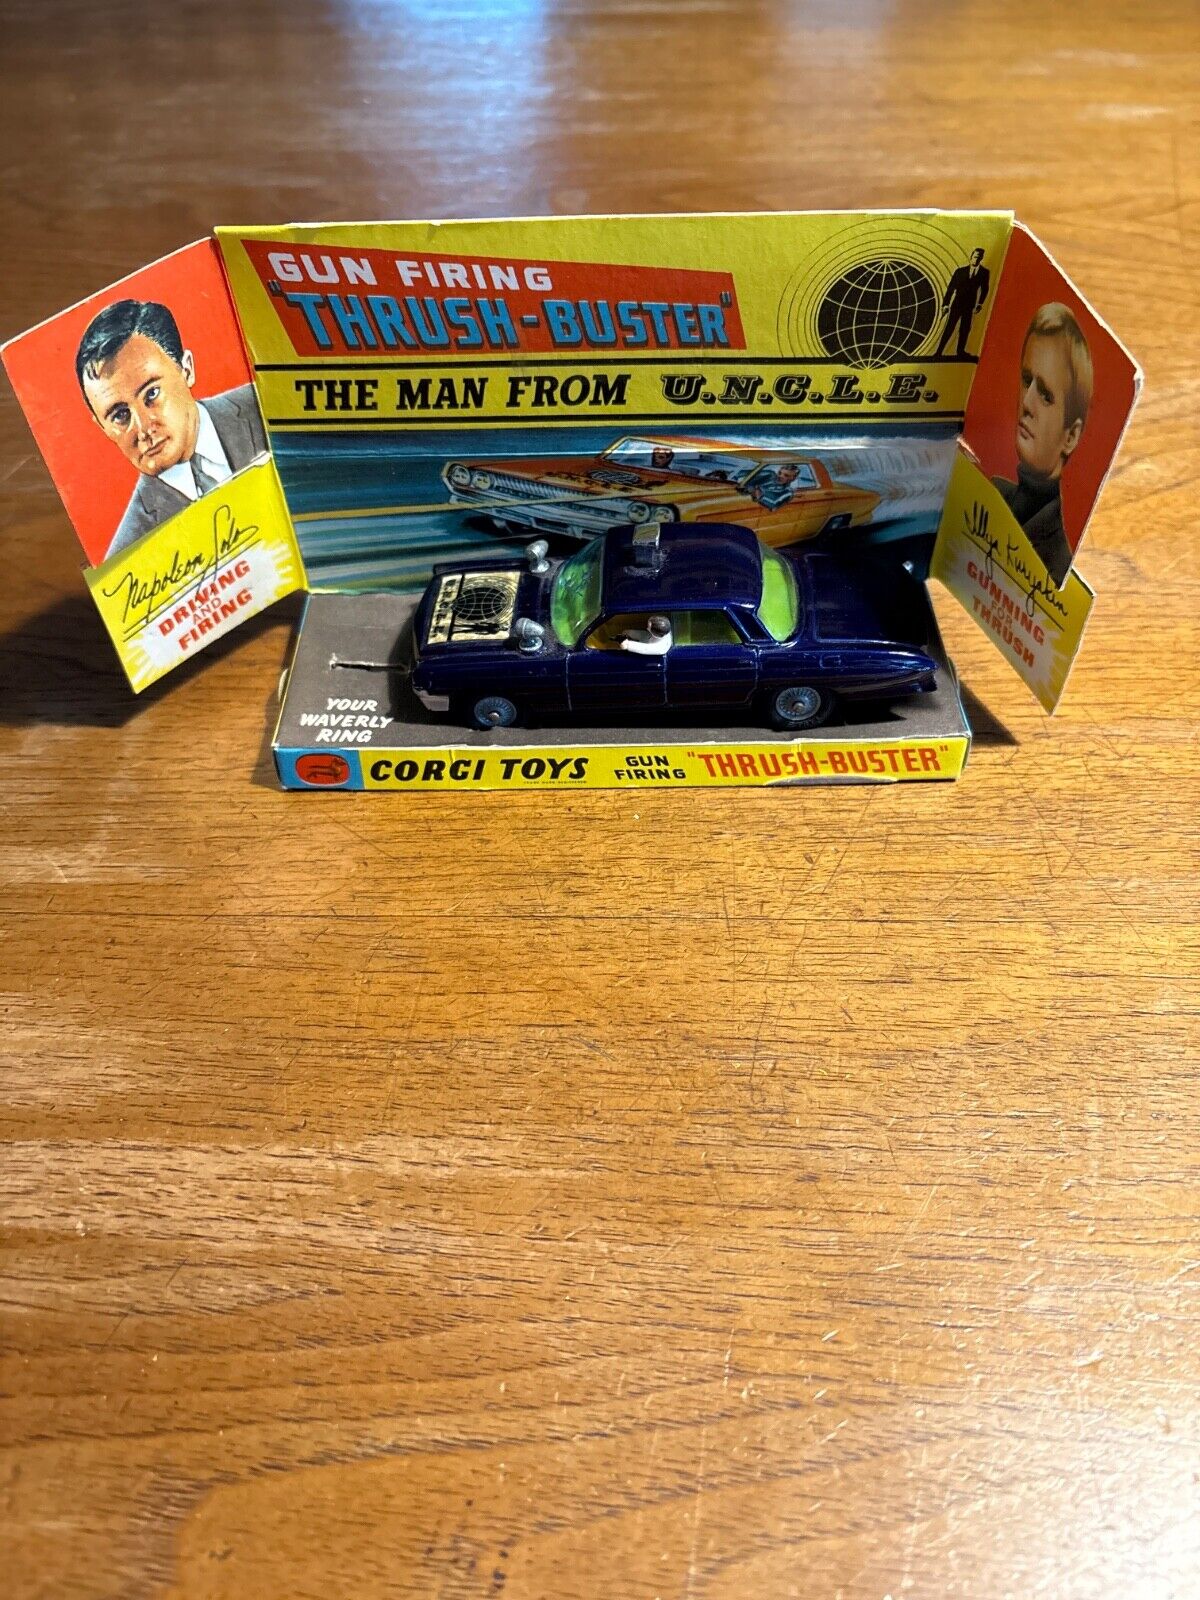 GUN FIRING
"THRUSH-BUSTER"
THE MAN FROM U.N.C.L.E.
Napoleon Solo
DRIVING
AND
FIRING
Illya Kuryakin
GUNNING
FOR
THRUSH
U.N.C.L.E.
YOUR
WAVERLY
RING
CORGI TOYS
GUN
FIRING
"THRUSH-BUSTER"